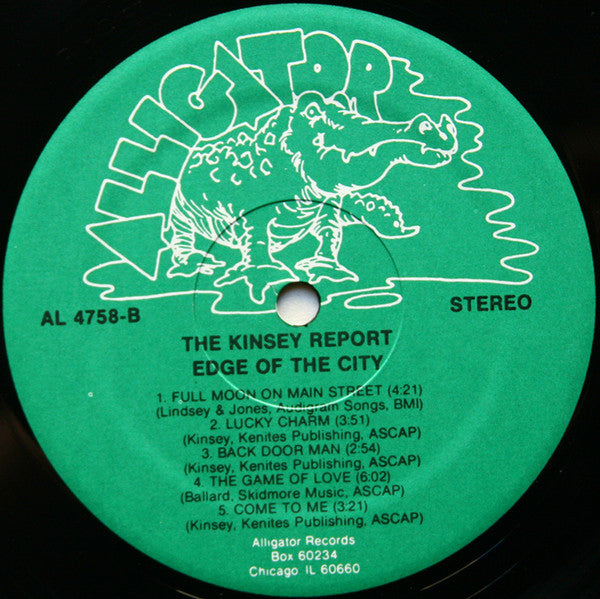 ALLIGATOR
AL 4758-B
STEREO
THE KINSEY REPORT
EDGE OF THE CITY
1. FULL MOON ON MAIN STREET (4:21)
(Lindsey & Jones, Audigram Songs, BMI)
2. LUCKY CHARM (3:51)
(Kinsey, Kenites Publishing, ASCAP)
3. BACK DOOR MAN (2:54)
(Kinsey, Kenites Publishing, ASCAP)
4. THE GAME OF LOVE (6:02)
(Ballard, Skidmore Music, ASCAP)
5. COME TO ME (3:21)
(Kinsey, Kenites Publishing, ASCAP)
Alligator Records
Box 60234
Chicago IL 60660